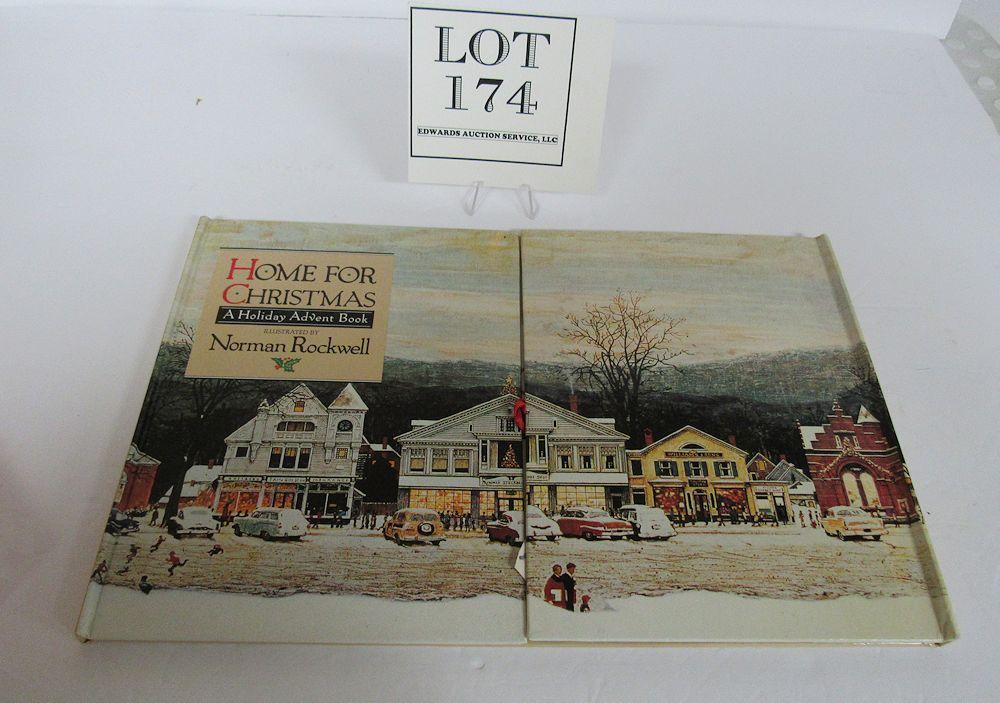 LOT
174
EDWARDS AUCTION SERVICE, LLC
HOME FOR
CHRISTMAS
A Holiday Advent Book
ILLUSTRATED BY
Norman Rockwell